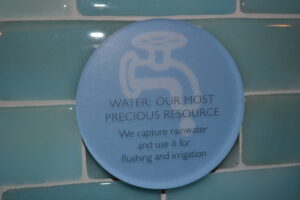 WATER: OUR MOST
PRECIOUS RESOURCE
We capture rainwater
and use it for
flushing and irrigation